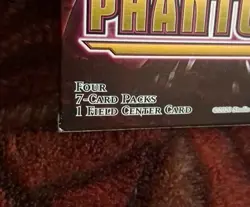 PHANTO
FOUR
7-CARD PACKS
1 FIELD CENTER CARD